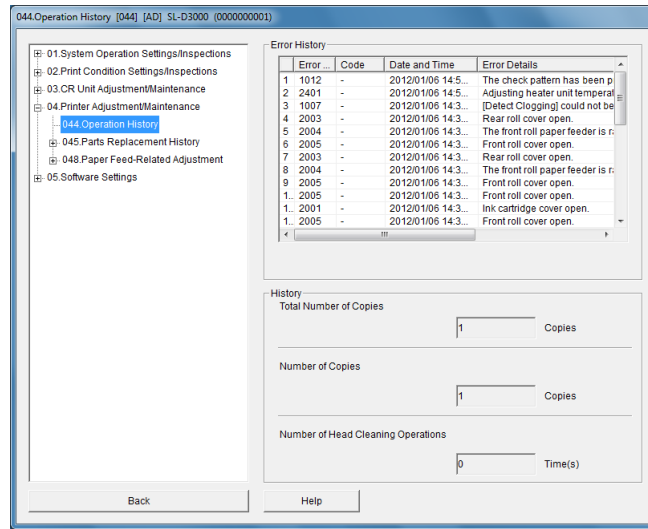 044.Operation History [044] [AD] SL-D3000 (0000000001)
01.System Operation Settings/Inspections
02.Print Condition Settings/Inspections
03.CR Unit Adjustment/Maintenance
04.Printer Adjustment/Maintenance
044.Operation History
045.Parts Replacement History
048.Paper Feed-Related Adjustment
05.Software Settings
Back
Error History
Error ... Code Date and Time Error Details
1 1012 - 2012/01/06 14:5... The check pattern has been p
2 2401 - 2012/01/06 14:5... Adjusting heater unit temperat
3 1007 - 2012/01/06 14:3... [Detect Clogging] could not be
4 2003 - 2012/01/06 14:3... Rear roll cover open.
5 2004 - 2012/01/06 14:3... The front roll paper feeder is ra
6 2005 - 2012/01/06 14:3... Front roll cover open.
7 2003 - 2012/01/06 14:3... Rear roll cover open.
8 2004 - 2012/01/06 14:3... The front roll paper feeder is ra
9 2005 - 2012/01/06 14:3... Front roll cover open.
1.. 2005 - 2012/01/06 14:3... Front roll cover open.
1.. 2001 - 2012/01/06 14:3... Ink cartridge cover open.
1.. 2005 - 2012/01/06 14:3... Front roll cover open.
History
Total Number of Copies
1 Copies
Number of Copies
1 Copies
Number of Head Cleaning Operations
0 Time(s)
Help